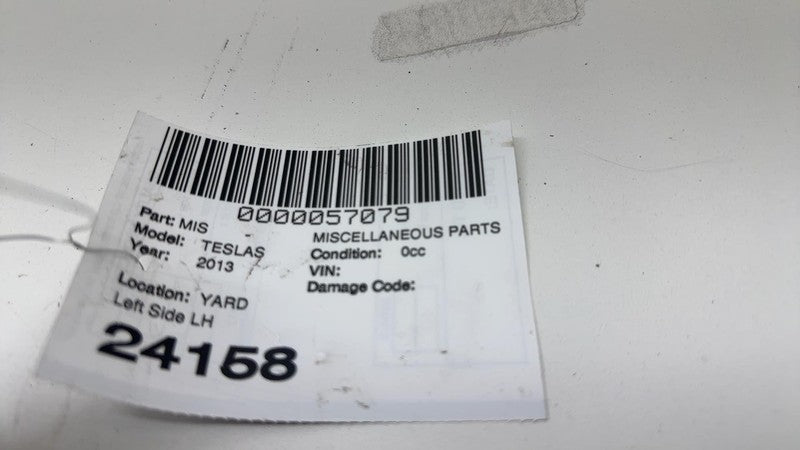 0000057079
Part: MIS
MISCELLANEOUS PARTS
Model: TESLAS
Condition: 0cc
Year: 2013
VIN:
Damage Code:
Location: YARD
Left Side LH
24158